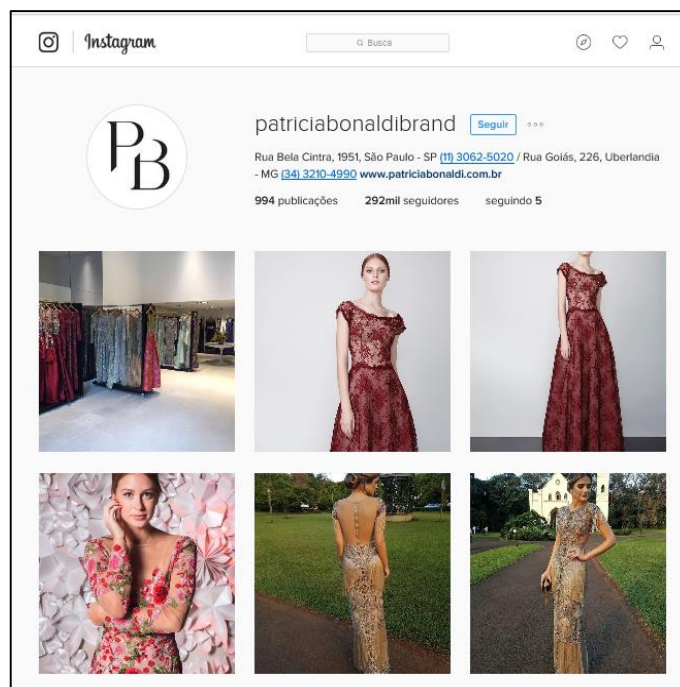 Instagram
Busca
patriciabonaldibrand Seguir
Rua Bela Cintra, 1951, São Paulo - SP (11) 3062-5020 / Rua Goiás, 226, Uberlandia
- MG (34) 3210-4990 www.patriciabonaldi.com.br
994 publicações 292mil seguidores seguindo 5
PB